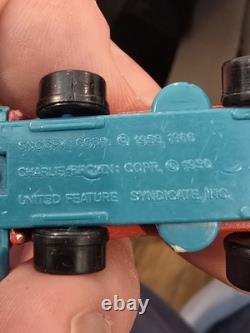 SNOOPY: COPR. © 1958, 1966
CHARLIE BROWN: COPR. © 1950
UNITED FEATURE SYNDICATE, INC.